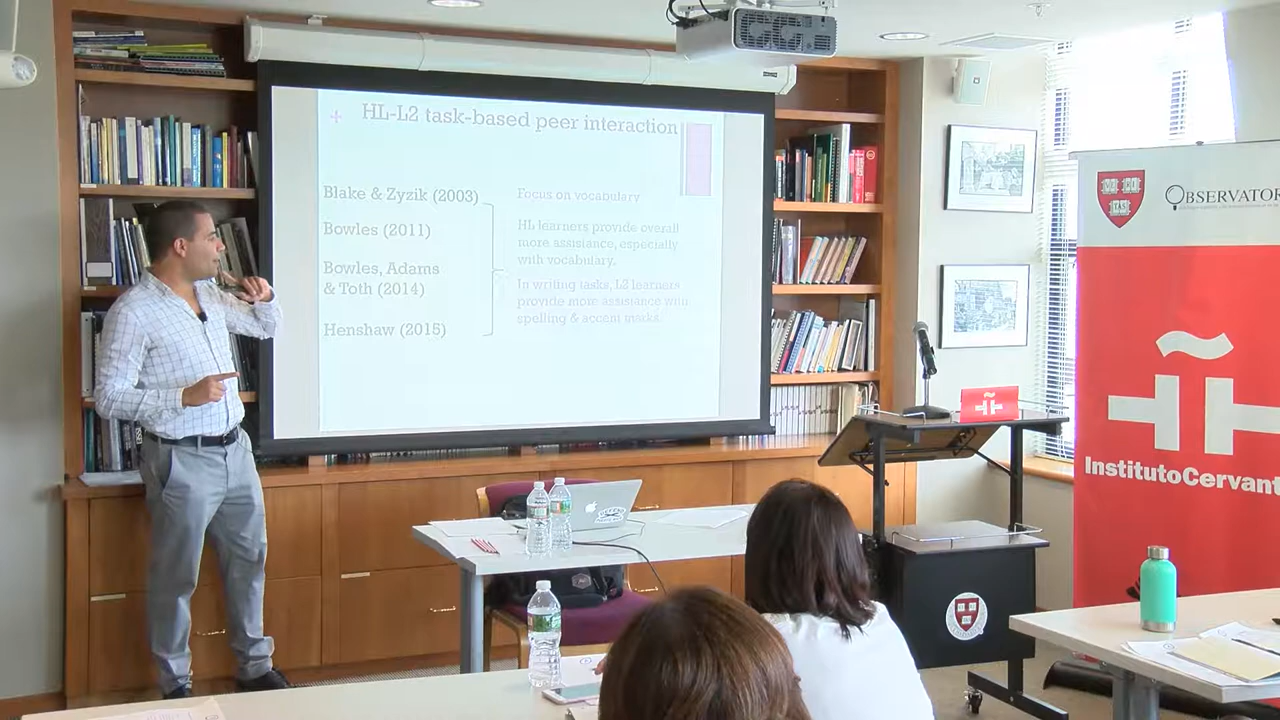 + HL-L2 task-based peer interaction
Blake & Zyzik (2003)
Focus on vocabulary
Bowles (2011)
HL learners provide overall
more assistance, especially
with vocabulary.
Bowles, Adams
& Toth (2014)
In writing tasks, L2 learners
provide more assistance with
spelling & accent marks.
Henshaw (2015)
OBSERVATOR
InstitutoCervant